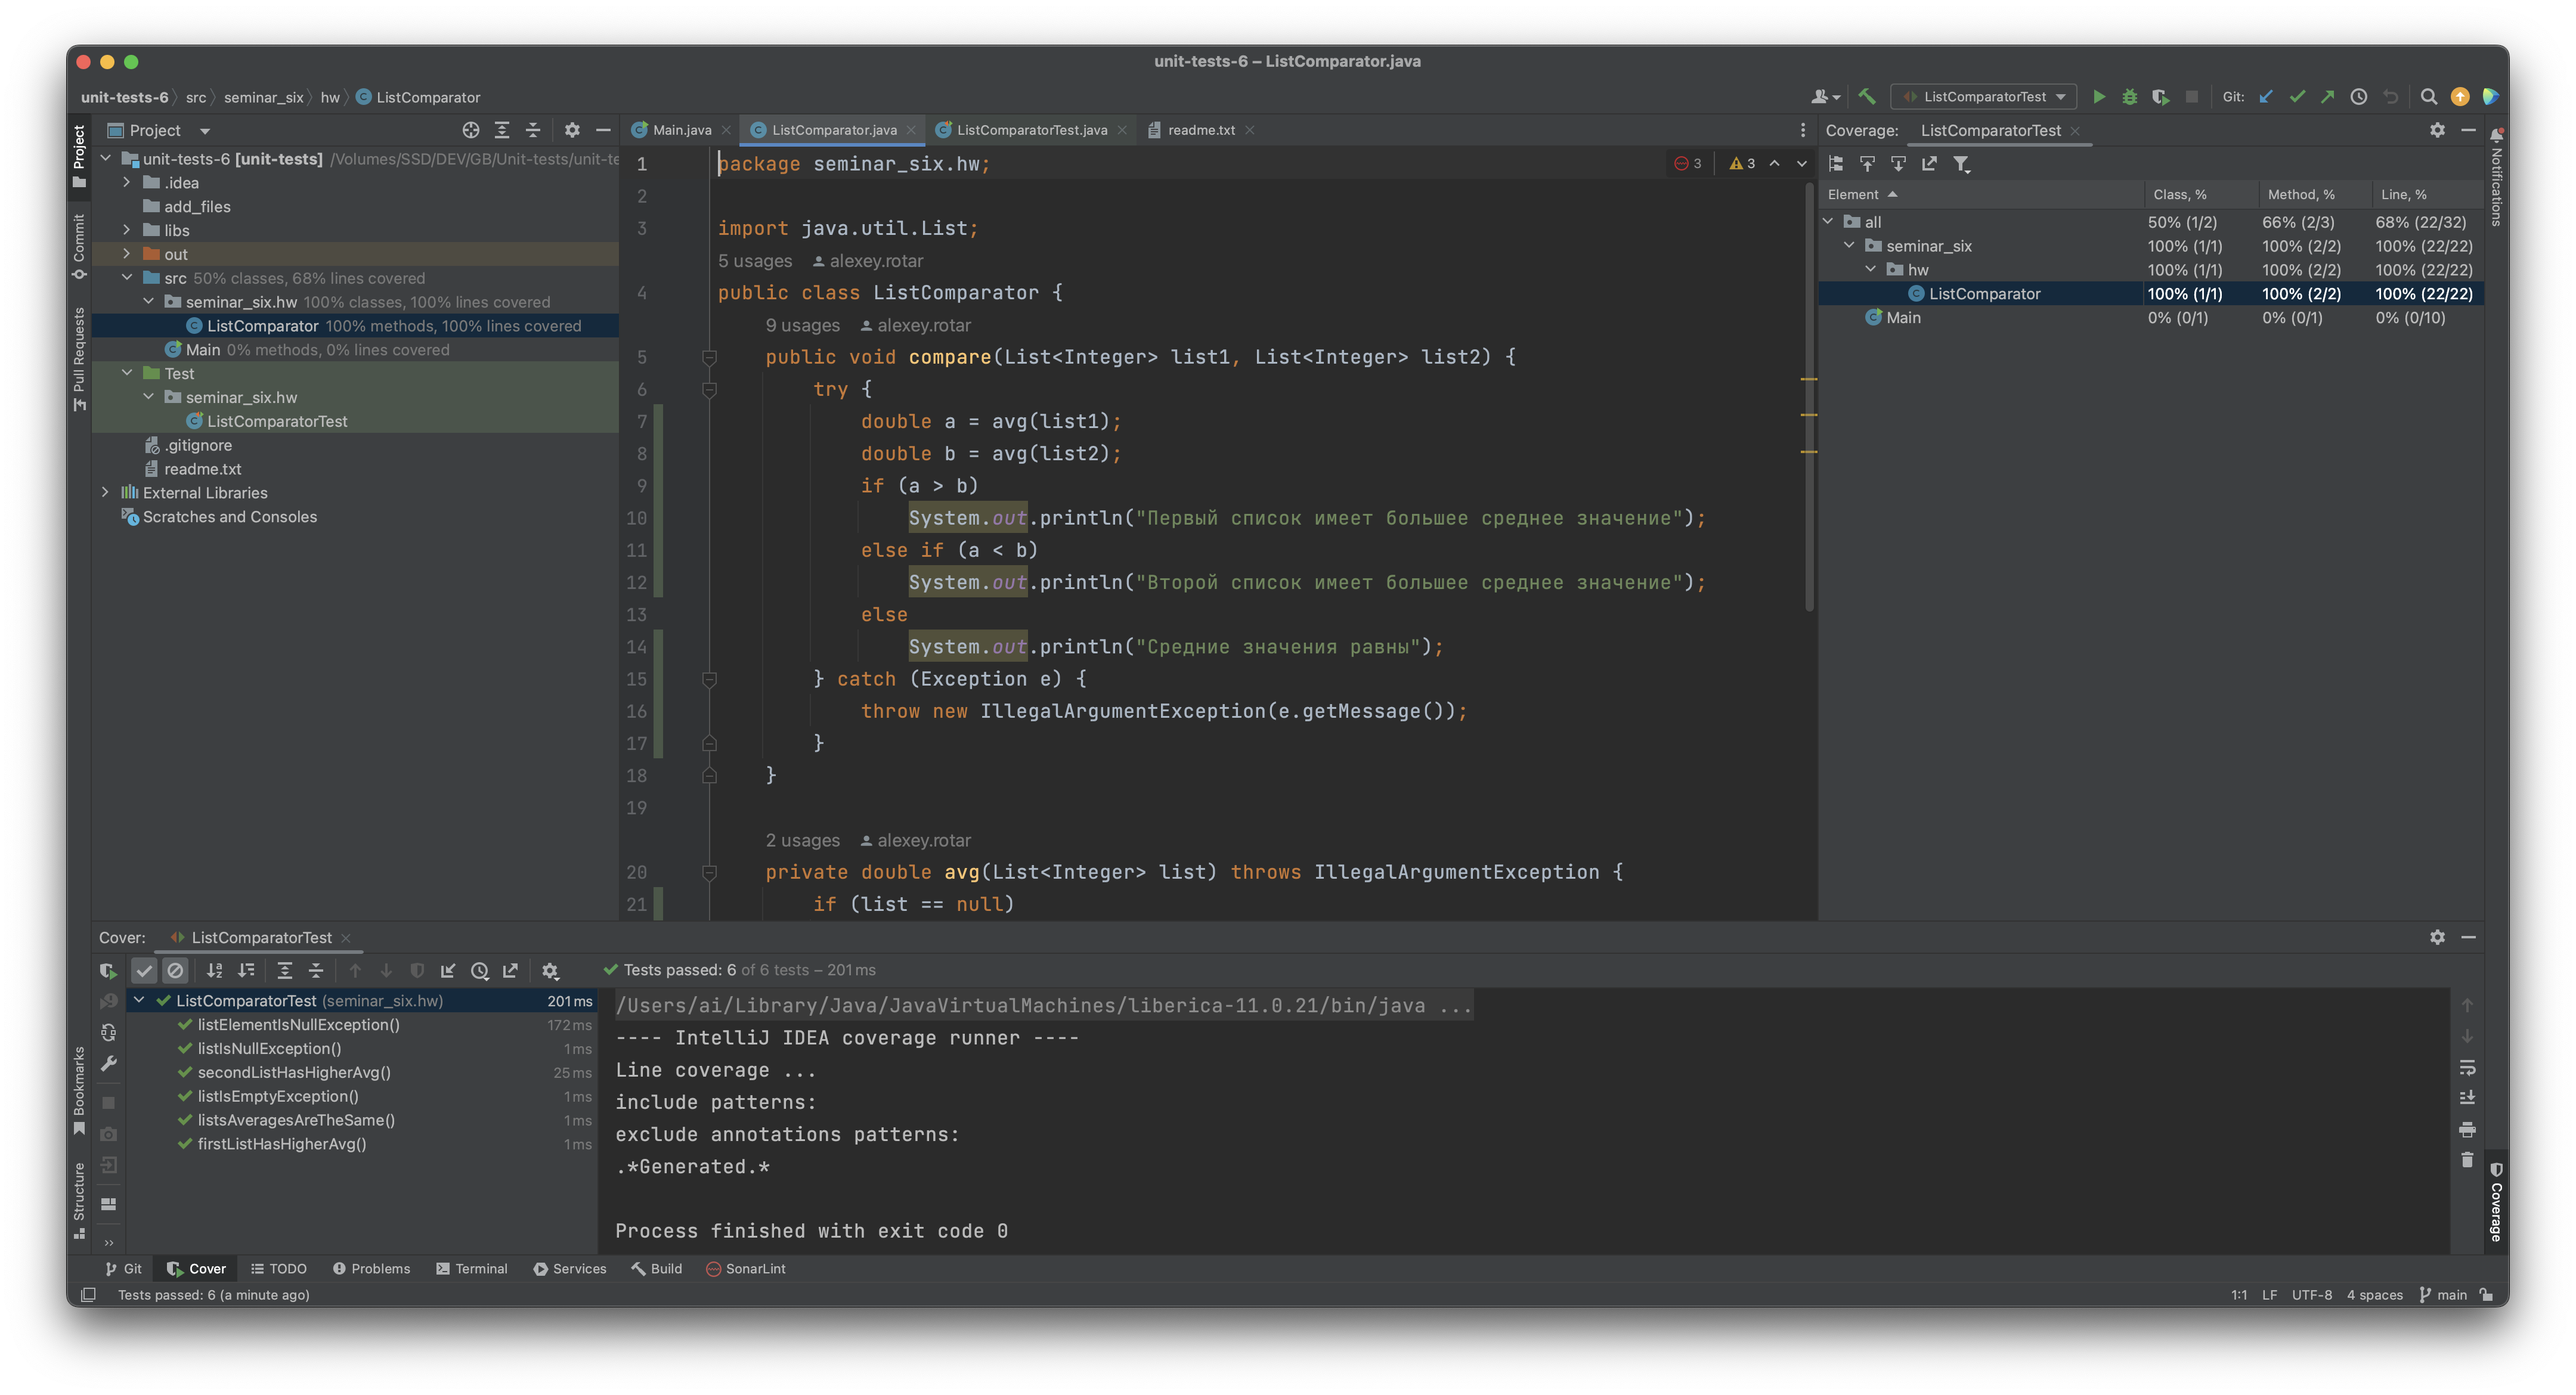 unit-tests-6 – ListComparator.java
unit-tests-6 〉 src 〉 seminar_six 〉 hw 〉 ListComparator
ListComparatorTest
Git:
Project
Main.java
ListComparator.java
ListComparatorTest.java
readme.txt
Coverage: ListComparatorTest
Project
Commit
Pull Requests
Bookmarks
Structure
unit-tests-6 [unit-tests] /Volumes/SSD/DEV/GB/Unit-tests/unit-te
.idea
add_files
libs
out
src 50% classes, 68% lines covered
seminar_six.hw 100% classes, 100% lines covered
ListComparator 100% methods, 100% lines covered
Main 0% methods, 0% lines covered
Test
seminar_six.hw
ListComparatorTest
.gitignore
readme.txt
External Libraries
Scratches and Consoles
3 3
1 package seminar_six.hw;
2
3 import java.util.List;
5 usages alexey.rotar
4 public class ListComparator {
9 usages alexey.rotar
5 public void compare(List<Integer> list1, List<Integer> list2) {
6 try {
7 double a = avg(list1);
8 double b = avg(list2);
9 if (a > b)
10 System.out.println("Первый список имеет большее среднее значение");
11 else if (a < b)
12 System.out.println("Второй список имеет большее среднее значение");
13 else
14 System.out.println("Средние значения равны");
15 } catch (Exception e) {
16 throw new IllegalArgumentException(e.getMessage());
17 }
18 }
19
2 usages alexey.rotar
20 private double avg(List<Integer> list) throws IllegalArgumentException {
21 if (list == null)
Element Class, % Method, % Line, %
all 50% (1/2) 66% (2/3) 68% (22/32)
seminar_six 100% (1/1) 100% (2/2) 100% (22/22)
hw 100% (1/1) 100% (2/2) 100% (22/22)
ListComparator 100% (1/1) 100% (2/2) 100% (22/22)
Main 0% (0/1) 0% (0/1) 0% (0/10)
Notifications
Coverage
Cover: ListComparatorTest
Tests passed: 6 of 6 tests – 201 ms
ListComparatorTest (seminar_six.hw) 201 ms
listElementIsNullException() 172 ms
listIsNullException() 1 ms
secondListHasHigherAvg() 25 ms
listIsEmptyException() 1 ms
listsAveragesAreTheSame() 1 ms
firstListHasHigherAvg() 1 ms
/Users/ai/Library/Java/JavaVirtualMachines/liberica-11.0.21/bin/java ...
---- IntelliJ IDEA coverage runner ----
Line coverage ...
include patterns:
exclude annotations patterns:
.*Generated.*
Process finished with exit code 0
Git Cover TODO Problems Terminal Services Build SonarLint
Tests passed: 6 (a minute ago)
1:1 LF UTF-8 4 spaces main